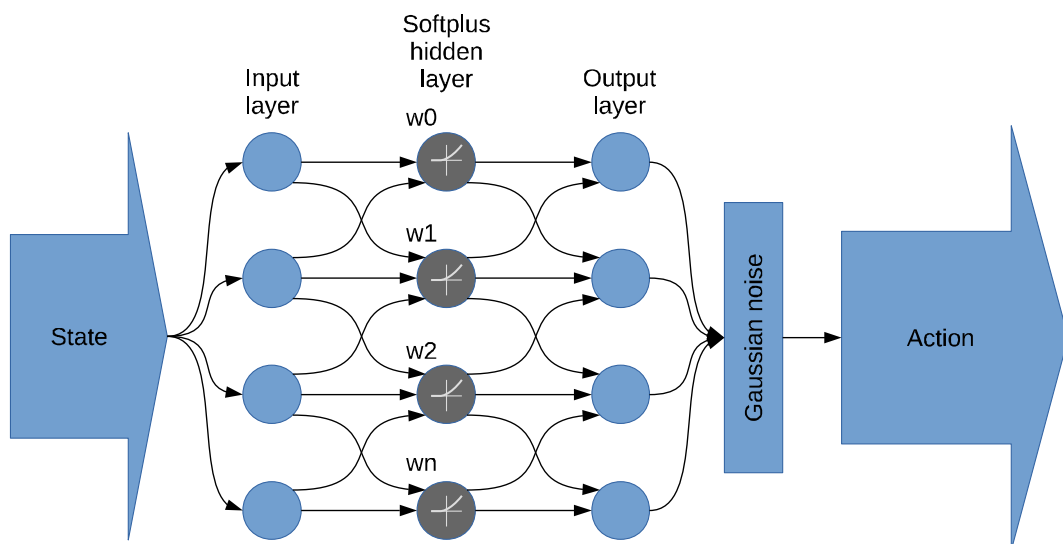 State
Input
layer
Softplus
hidden
layer
w0
w1
w2
wn
Output
layer
Gaussian noise
Action